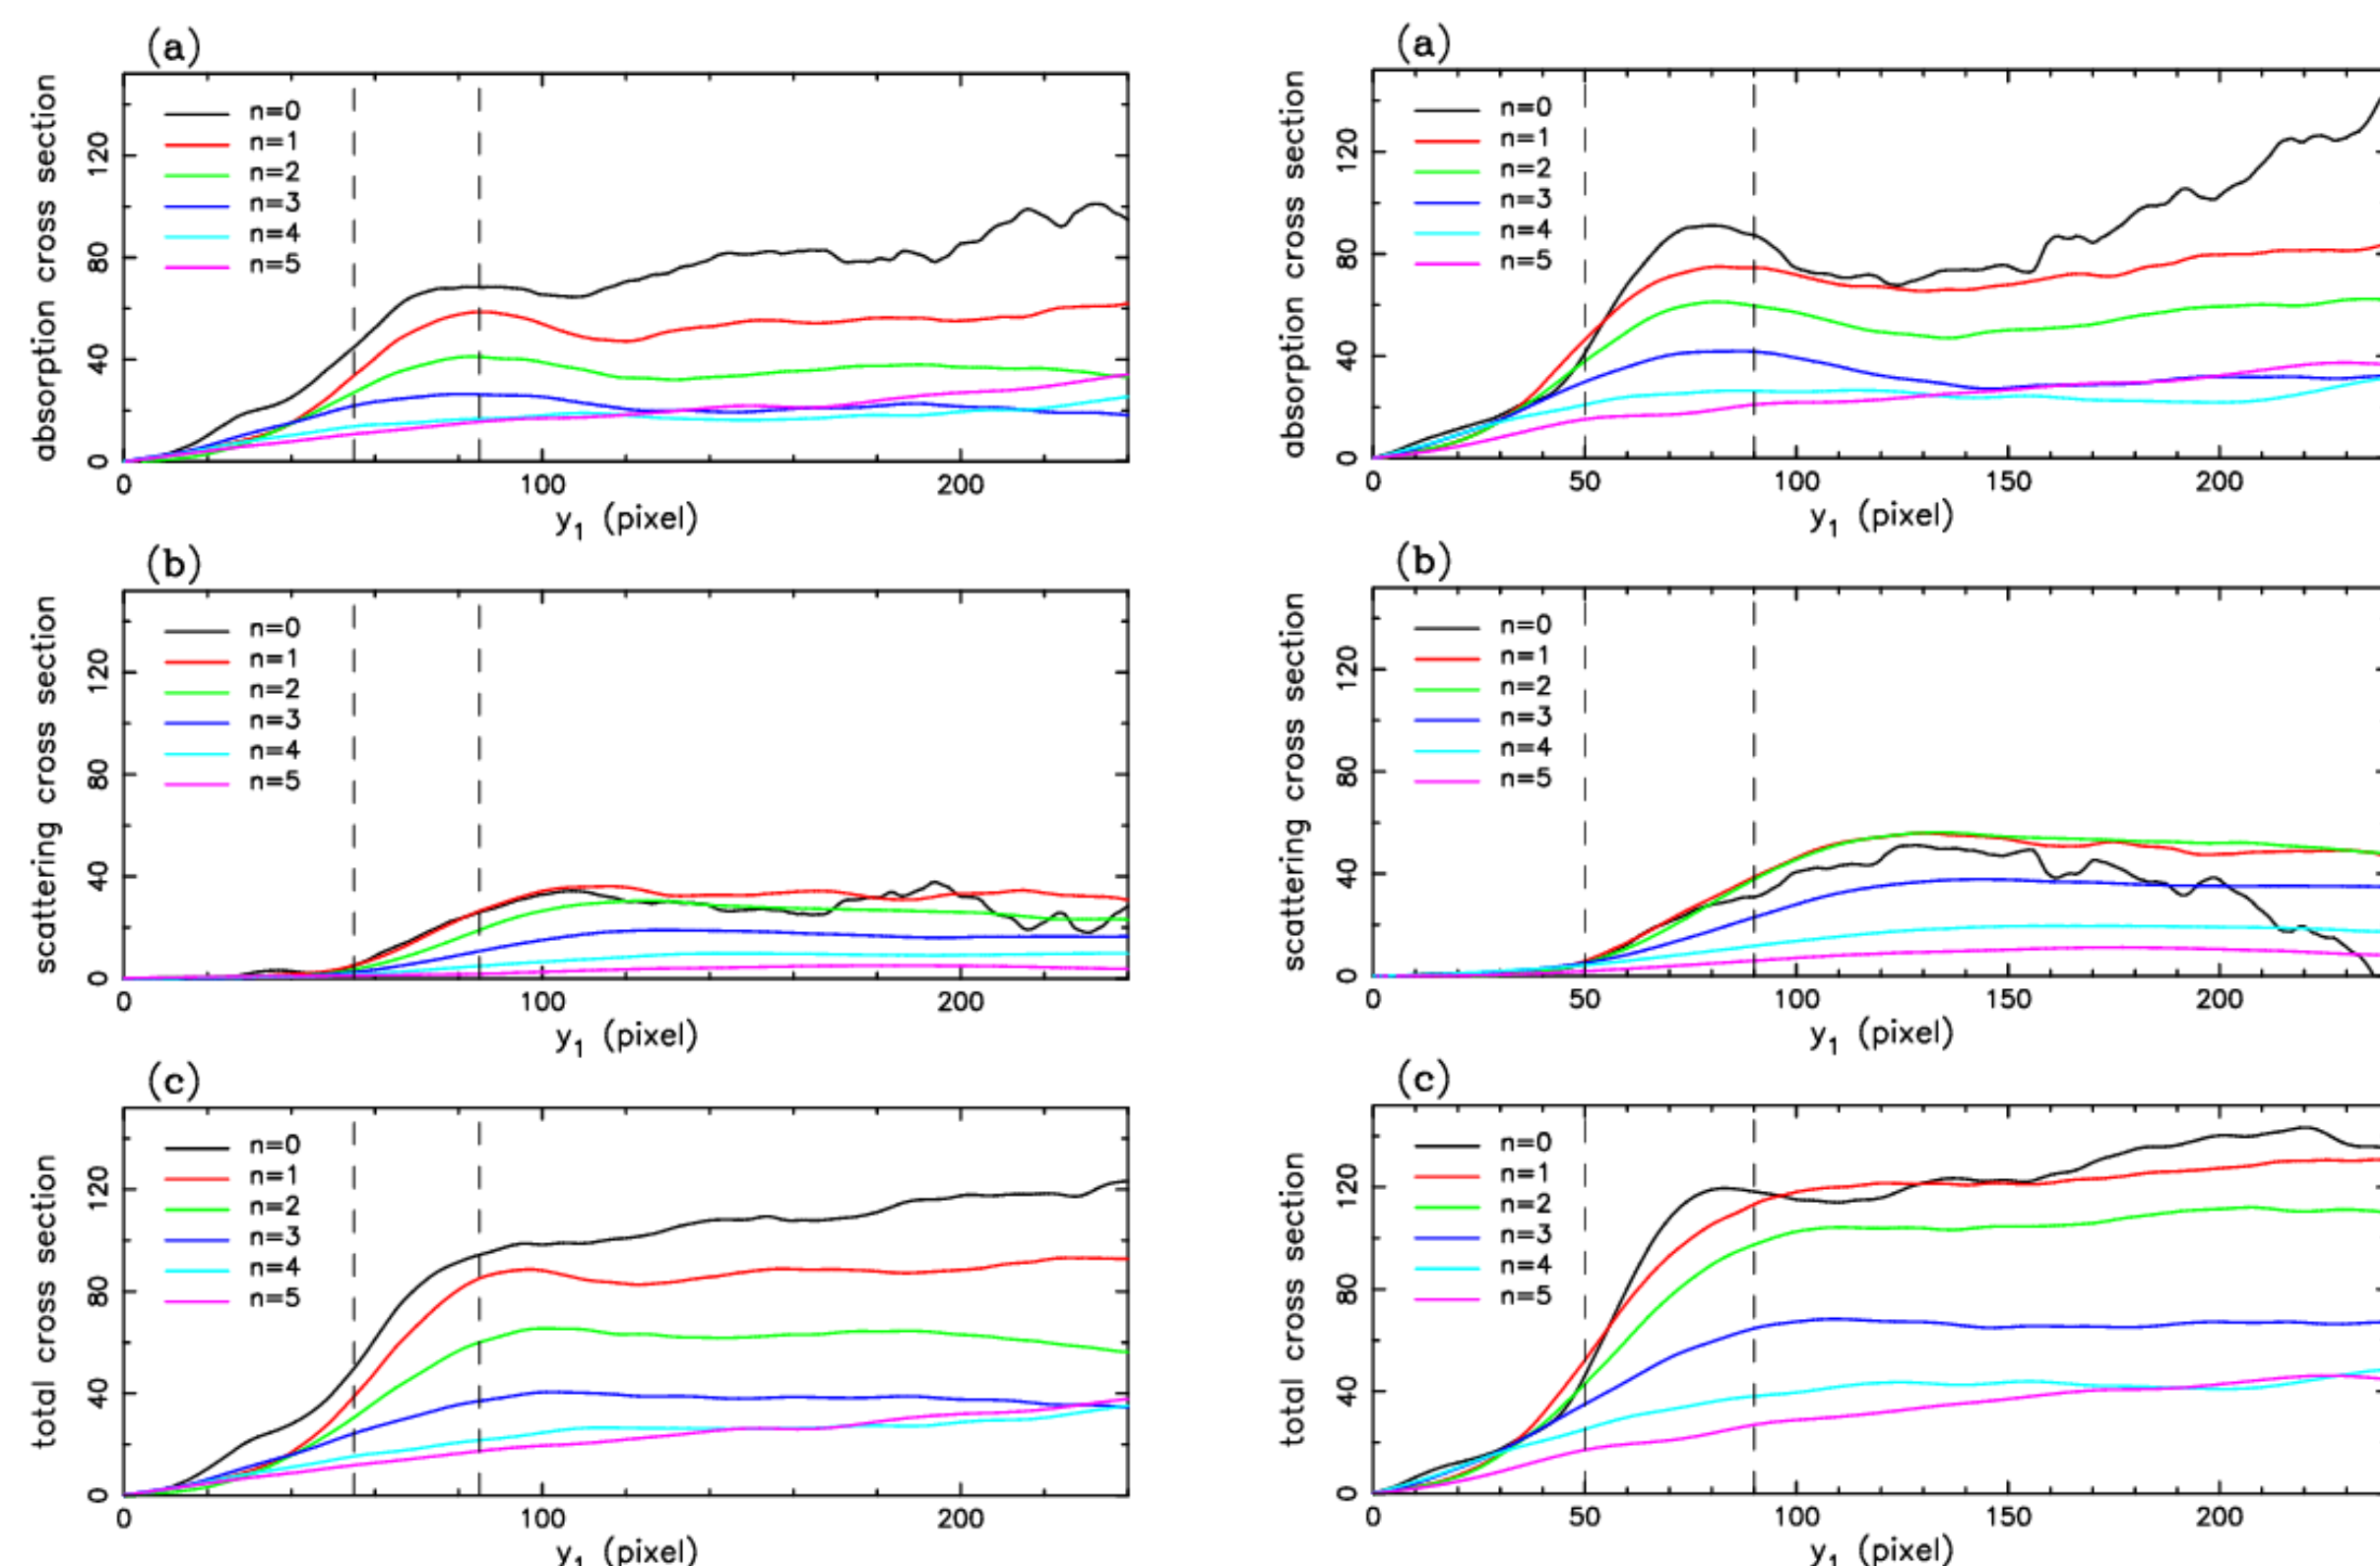 (a)
absorption cross section
n=0
n=1
n=2
n=3
n=4
n=5
120
80
40
0
0 100 200
y1 (pixel)
(b)
scattering cross section
n=0
n=1
n=2
n=3
n=4
n=5
120
80
40
0
0 100 200
y1 (pixel)
(c)
total cross section
n=0
n=1
n=2
n=3
n=4
n=5
120
80
40
0
0 100 200
y1 (pixel)
(a)
absorption cross section
n=0
n=1
n=2
n=3
n=4
n=5
120
80
40
0
0 50 100 150 200
y1 (pixel)
(b)
scattering cross section
n=0
n=1
n=2
n=3
n=4
n=5
120
80
40
0
0 50 100 150 200
y1 (pixel)
(c)
total cross section
n=0
n=1
n=2
n=3
n=4
n=5
120
80
40
0
0 50 100 150 200
y1 (pixel)